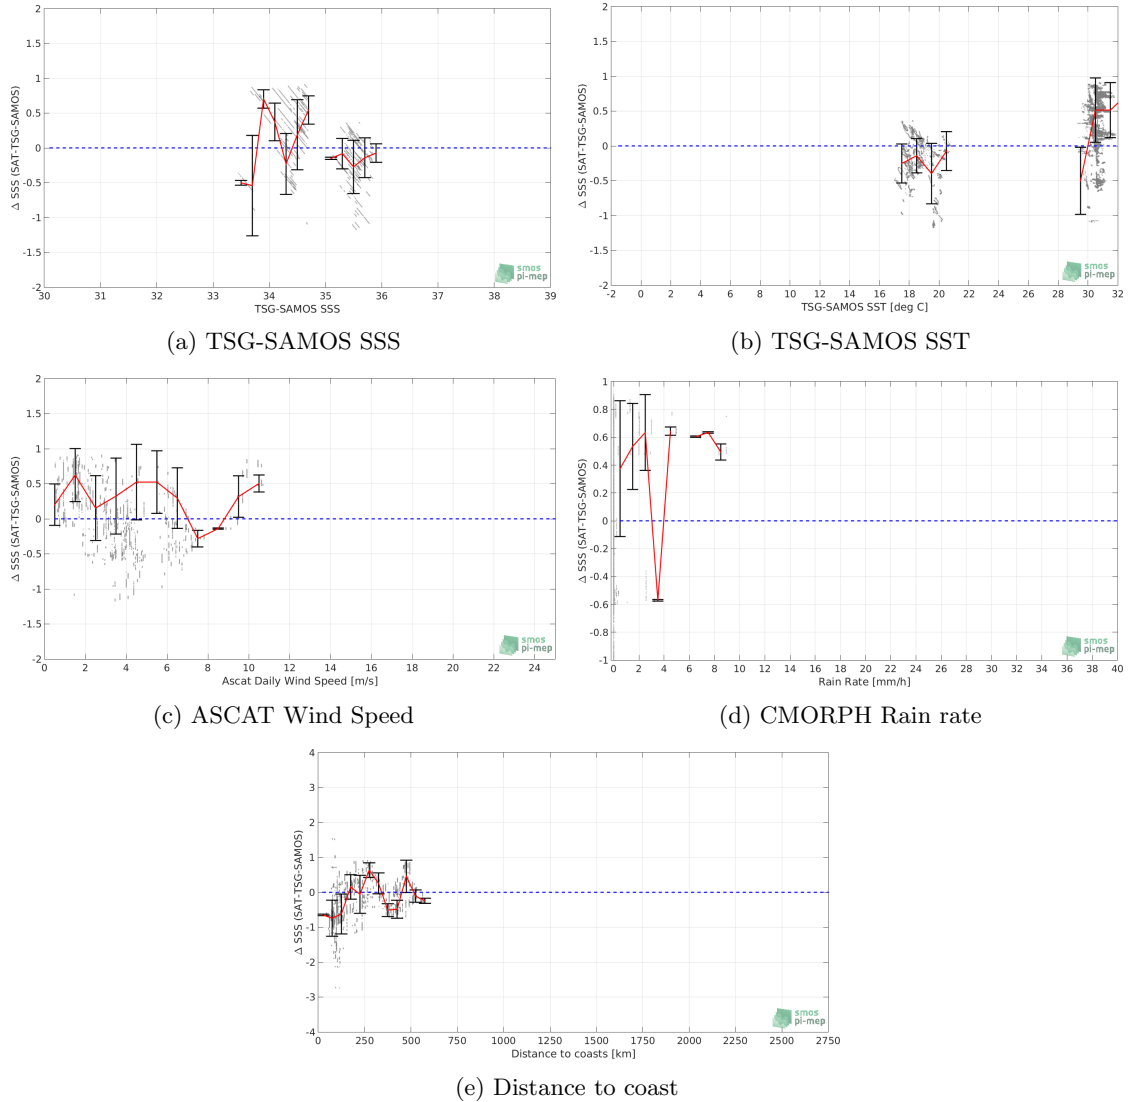 2
1.5
1
0.5
0
-0.5
-1
-1.5
-2
Δ SSS (SAT-TSG-SAMOS)
30 31 32 33 34 35 36 37 38 39
TSG-SAMOS SSS
smos
pi-mep
(a) TSG-SAMOS SSS
2
1.5
1
0.5
0
-0.5
-1
-1.5
-2
Δ SSS (SAT-TSG-SAMOS)
-2 0 2 4 6 8 10 12 14 16 18 20 22 24 26 28 30 32
TSG-SAMOS SST [deg C]
smos
pi-mep
(b) TSG-SAMOS SST
2
1.5
1
0.5
0
-0.5
-1
-1.5
-2
Δ SSS (SAT-TSG-SAMOS)
0 2 4 6 8 10 12 14 16 18 20 22 24
Ascat Daily Wind Speed [m/s]
smos
pi-mep
(c) ASCAT Wind Speed
1
0.8
0.6
0.4
0.2
0
-0.2
-0.4
-0.6
-0.8
-1
Δ SSS (SAT-TSG-SAMOS)
0 2 4 6 8 10 12 14 16 18 20 22 24 26 28 30 32 34 36 38 40
Rain Rate [mm/h]
smos
pi-mep
(d) CMORPH Rain rate
4
3
2
1
0
-1
-2
-3
-4
Δ SSS (SAT-TSG-SAMOS)
0 250 500 750 1000 1250 1500 1750 2000 2250 2500 2750
Distance to coasts [km]
smos
pi-mep
(e) Distance to coast